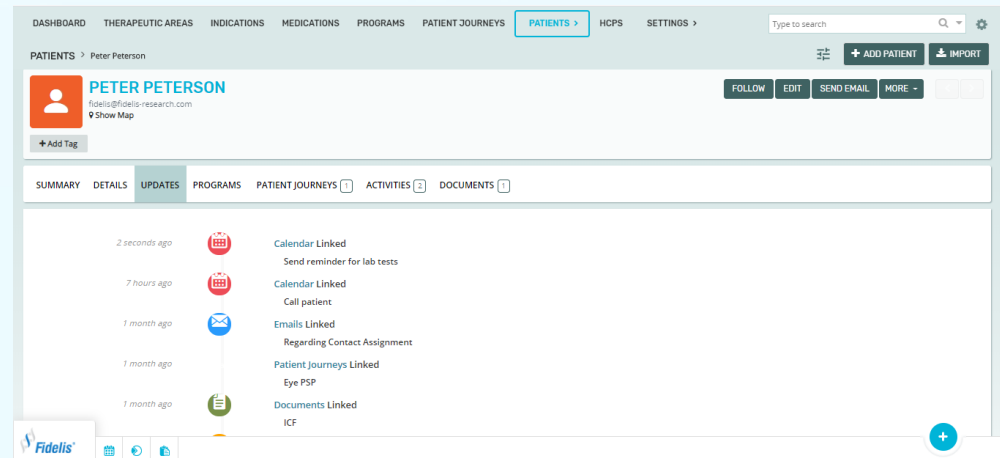 DASHBOARD THERAPEUTIC AREAS INDICATIONS MEDICATIONS PROGRAMS PATIENT JOURNEYS PATIENTS > HCPS SETTINGS > Type to search
PATIENTS > Peter Peterson + ADD PATIENT IMPORT
PETER PETERSON
fidelis@fidelis-research.com
Show Map
FOLLOW EDIT SEND EMAIL MORE
+ Add Tag
SUMMARY DETAILS UPDATES PROGRAMS PATIENT JOURNEYS 1 ACTIVITIES 2 DOCUMENTS 1
2 seconds ago Calendar Linked
Send reminder for lab tests
7 hours ago Calendar Linked
Call patient
1 month ago Emails Linked
Regarding Contact Assignment
1 month ago Patient Journeys Linked
Eye PSP
1 month ago Documents Linked
ICF
Fidelis
+